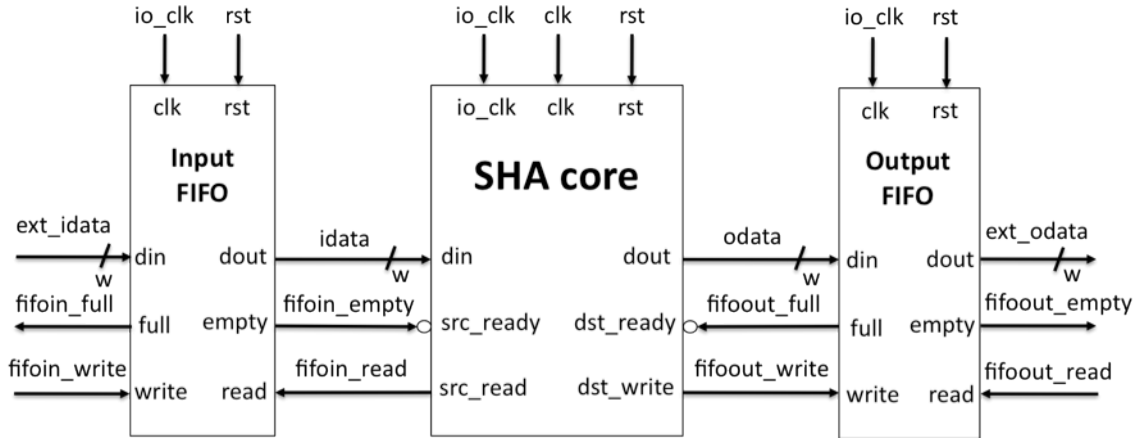 io_clk rst io_clk clk rst io_clk rst
clk rst io_clk clk rst clk rst
Input
FIFO
SHA core
Output
FIFO
ext_idata idata odata ext_odata
din dout din dout din dout
w w w w
fifoin_full fifoin_empty fifoout_full fifoout_empty
full empty src_ready dst_ready full empty
fifoin_write fifoin_read fifoout_write fifoout_read
write read src_read dst_write write read